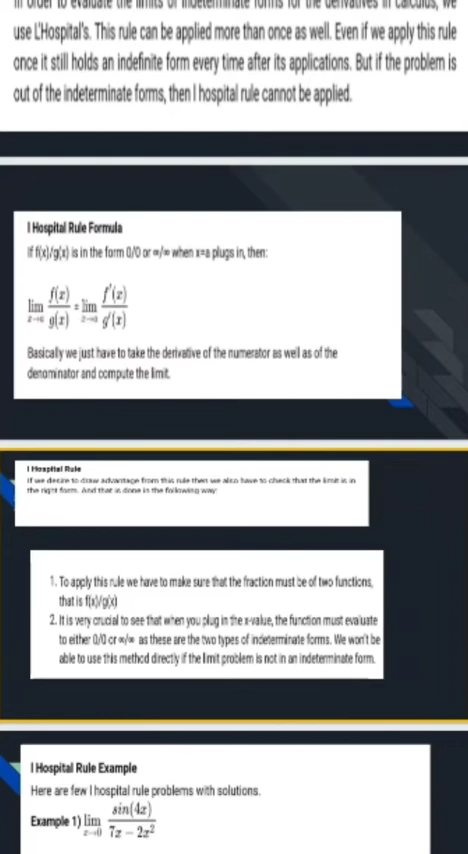 In order to evaluate the limits of indeterminate forms for the derivatives in calculus, we
use L'Hospital's. This rule can be applied more than once as well. Even if we apply this rule
once it still holds an indefinite form every time after its applications. But if the problem is
out of the indeterminate forms, then l hospital rule cannot be applied.
l Hospital Rule Formula
If f(x)/g(x) is in the form 0/0 or ∞/∞ when x=a plugs in, then:
lim x→a f(x)/g(x) = lim x→a f'(x)/g'(x)
Basically we just have to take the derivative of the numerator as well as of the
denominator and compute the limit.
l Hospital Rule
If we desire to draw advantage from this rule then we also have to check that the limit is in
the right form. And that is done in the following way:
1. To apply this rule we have to make sure that the fraction must be of two functions,
that is f(x)/g(x)
2. It is very crucial to see that when you plug in the x-value, the function must evaluate
to either 0/0 or ∞/∞ as these are the two types of indeterminate forms. We won't be
able to use this method directly if the limit problem is not in an indeterminate form.
l Hospital Rule Example
Here are few l hospital rule problems with solutions.
Example 1) lim x→0 sin(4x)/(7x − 2x²)